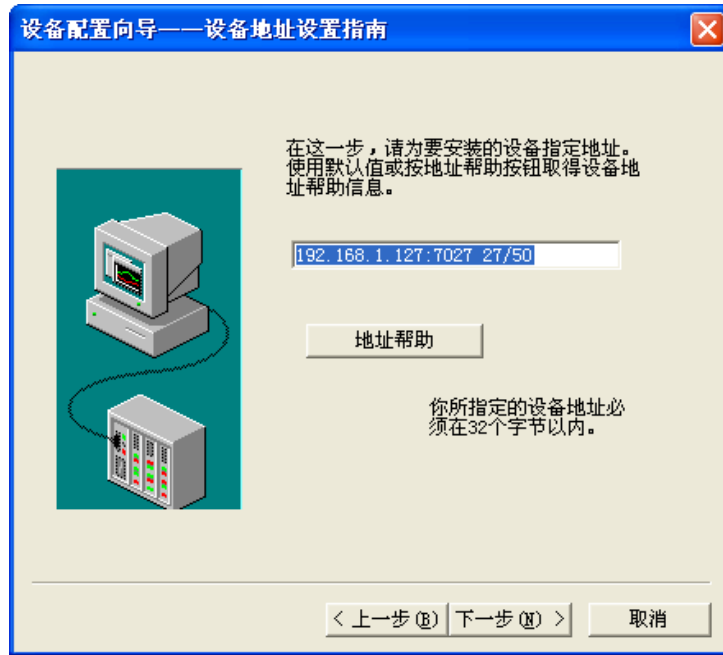 设备配置向导——设备地址设置指南
在这一步，请为要安装的设备指定地址。
使用默认值或按地址帮助按钮取得设备地
址帮助信息。
192.168.1.127:7027 27/50
地址帮助
你所指定的设备地址必
须在32个字节以内。
< 上一步(B) 下一步(N) > 取消